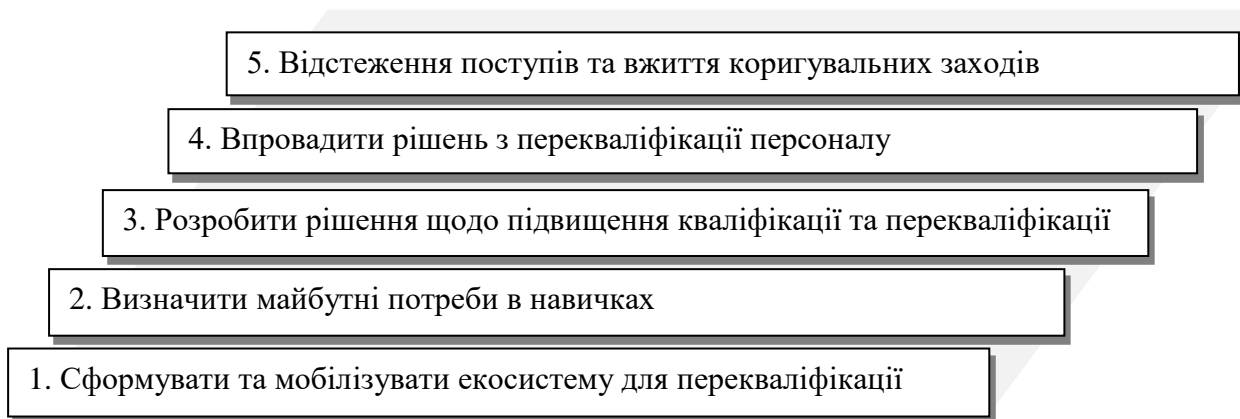 5. Відстеження поступів та вжиття коригувальних заходів
4. Впровадити рішень з перекваліфікації персоналу
3. Розробити рішення щодо підвищення кваліфікації та перекваліфікації
2. Визначити майбутні потреби в навичках
1. Сформувати та мобілізувати екосистему для перекваліфікації